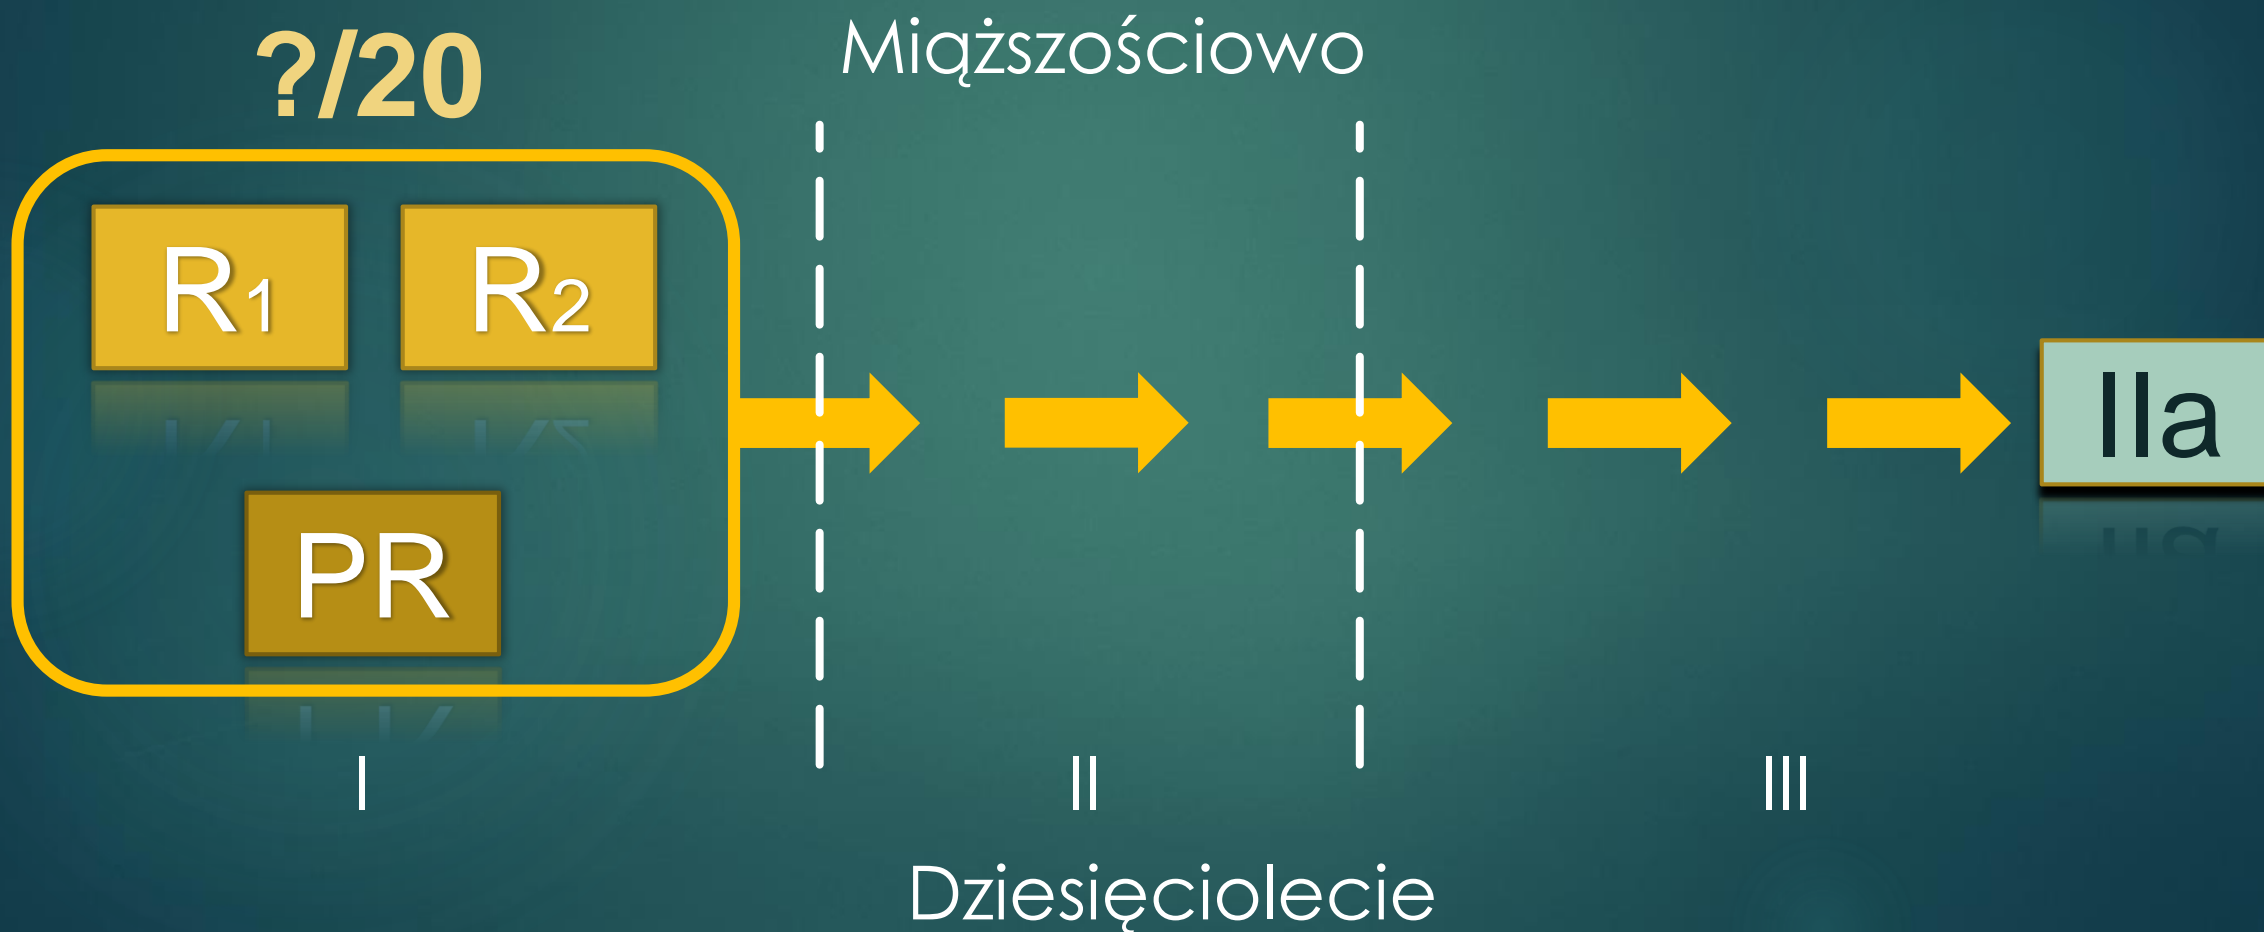 ?/20
Miąższościowo
R1
R2
IIa
PR
I
II
III
Dziesięciolecie